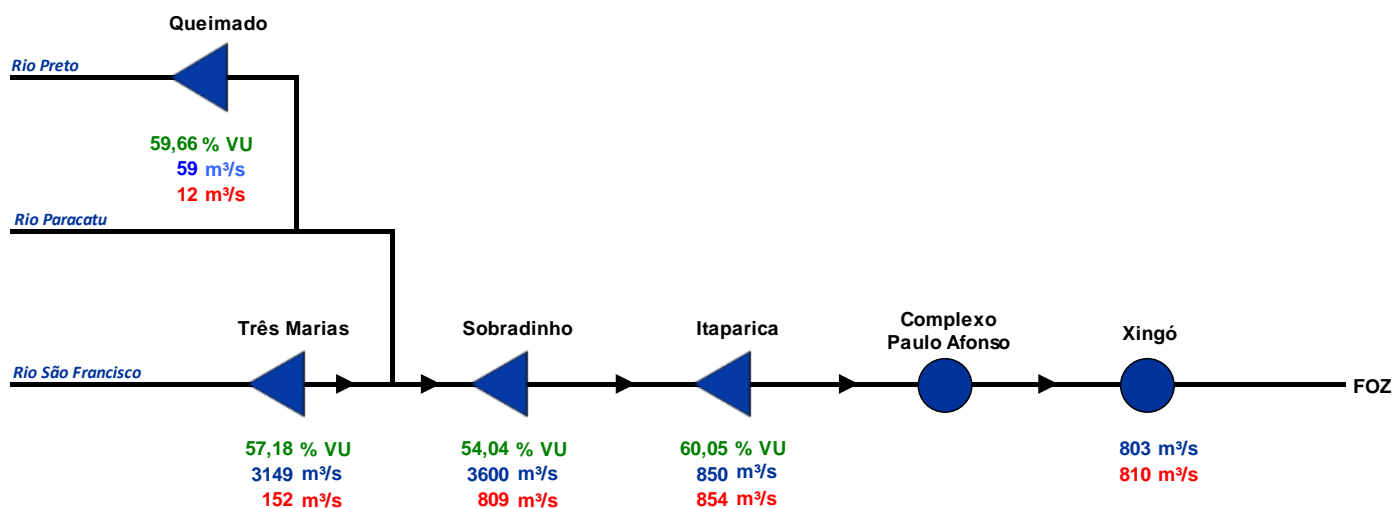 Queimado
Rio Preto
59,66 % VU
59 m³/s
12 m³/s
Rio Paracatu
Três Marias
Sobradinho
Itaparica
Complexo
Paulo Afonso
Xingó
Rio São Francisco
FOZ
57,18 % VU
3149 m³/s
152 m³/s
54,04 % VU
3600 m³/s
809 m³/s
60,05 % VU
850 m³/s
854 m³/s
803 m³/s
810 m³/s